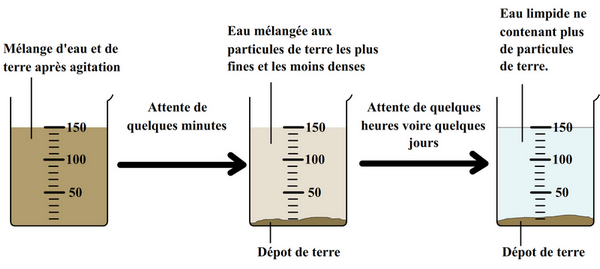 Mélange d'eau et de
terre après agitation
150
100
50
Attente de
quelques minutes
Eau mélangée aux
particules de terre les plus
fines et les moins denses
150
100
50
Dépot de terre
Attente de quelques
heures voire quelques
jours
Eau limpide ne
contenant plus
de particules
de terre.
150
100
50
Dépot de terre